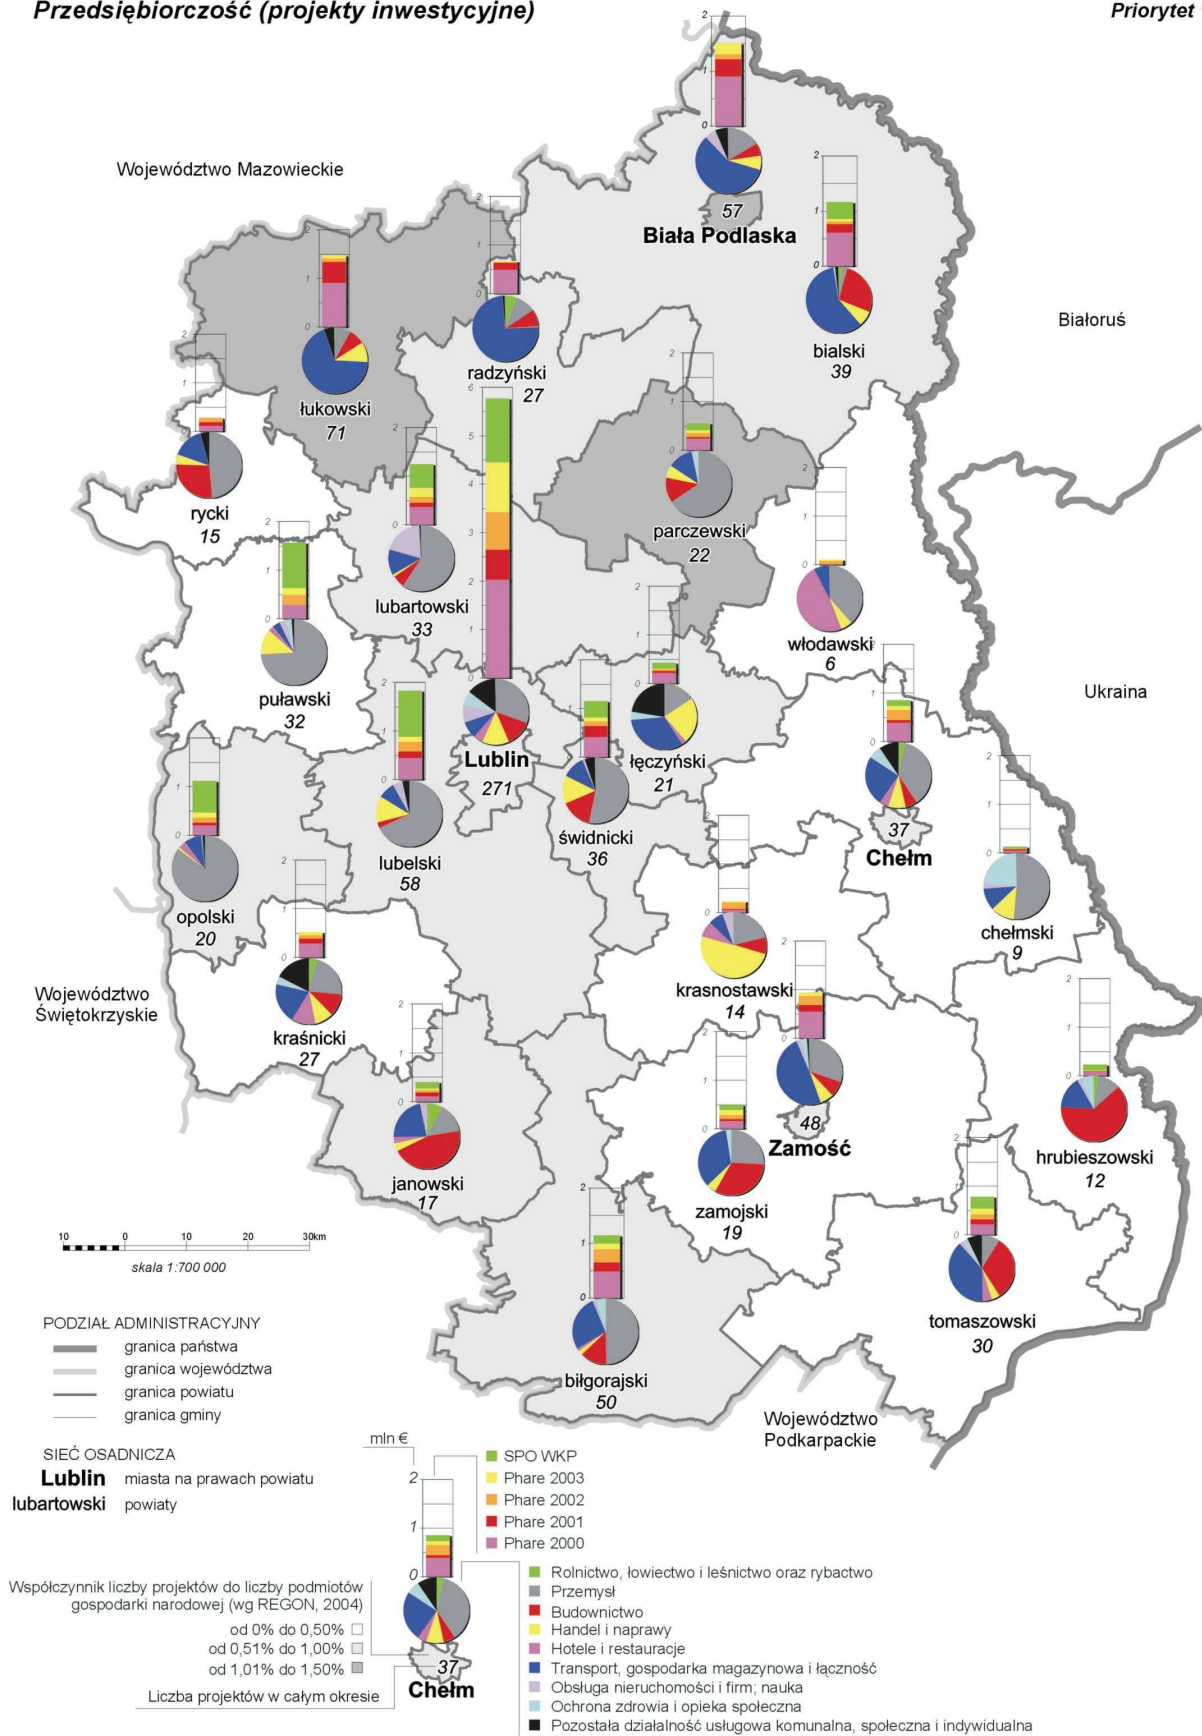 Przedsiębiorczość (projekty inwestycyjne)
Priorytet
Województwo Mazowieckie
57
Biała Podlaska
bialski
39
Białoruś
radzyński
27
łukowski
71
rycki
15
parczewski
22
lubartowski
33
włodawski
6
puławski
32
Ukraina
Lublin
271
łęczyński
21
świdnicki
36
lubelski
58
37
Chełm
opolski
20
chełmski
9
krasnostawski
14
Województwo
Świętokrzyskie
kraśnicki
27
48
Zamość
hrubieszowski
12
janowski
17
zamojski
19
tomaszowski
30
biłgorajski
50
Województwo
Podkarpackie
10 0 10 20 30km
skala 1:700 000
PODZIAŁ ADMINISTRACYJNY
granica państwa
granica województwa
granica powiatu
granica gminy
SIEĆ OSADNICZA
Lublin miasta na prawach powiatu
lubartowski powiaty
mln €
2
1
0
SPO WKP
Phare 2003
Phare 2002
Phare 2001
Phare 2000
Współczynnik liczby projektów do liczby podmiotów
gospodarki narodowej (wg REGON, 2004)
od 0% do 0,50%
od 0,51% do 1,00%
od 1,01% do 1,50%
Liczba projektów w całym okresie
37
Chełm
Rolnictwo, łowiectwo i leśnictwo oraz rybactwo
Przemysł
Budownictwo
Handel i naprawy
Hotele i restauracje
Transport, gospodarka magazynowa i łączność
Obsługa nieruchomości i firm; nauka
Ochrona zdrowia i opieka społeczna
Pozostała działalność usługowa komunalna, społeczna i indywidualna